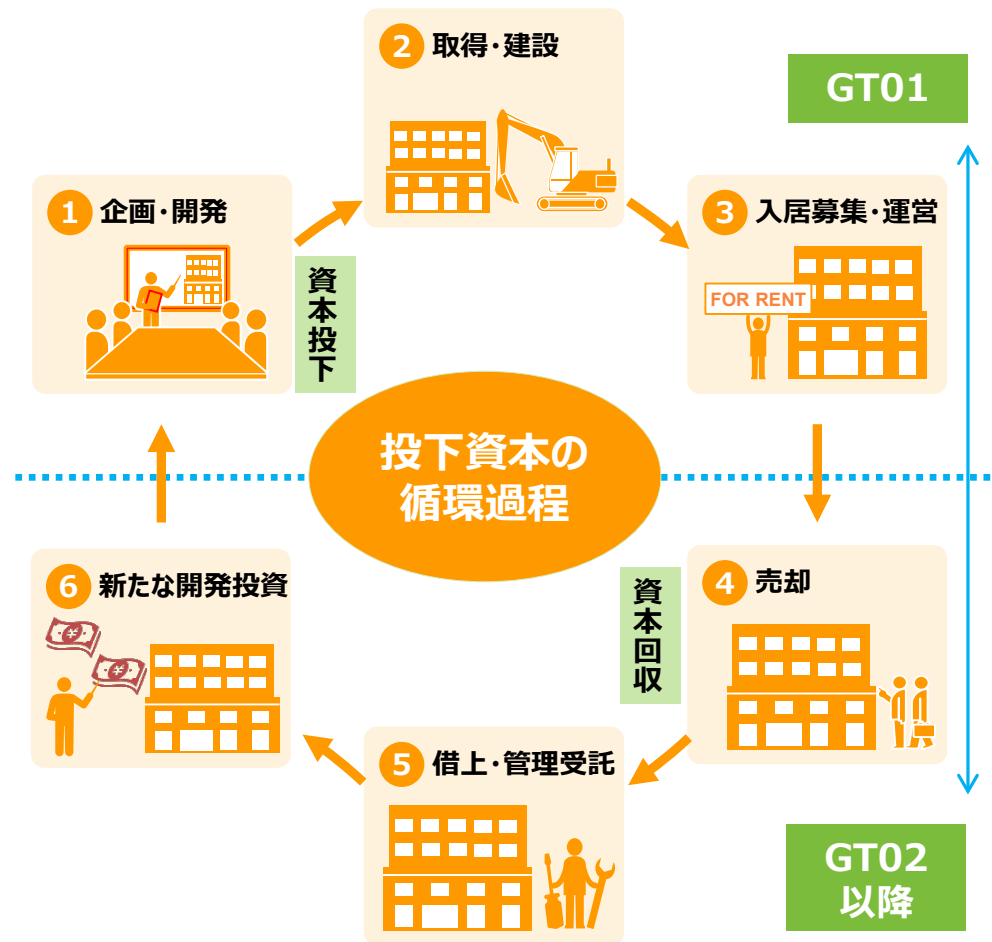 2 取得・建設
GT01
1 企画・開発
3 入居募集・運営
資本投下
FOR RENT
投下資本の
循環過程
6 新たな開発投資
4 売却
資本回収
¥
¥
5 借上・管理受託
GT02
以降